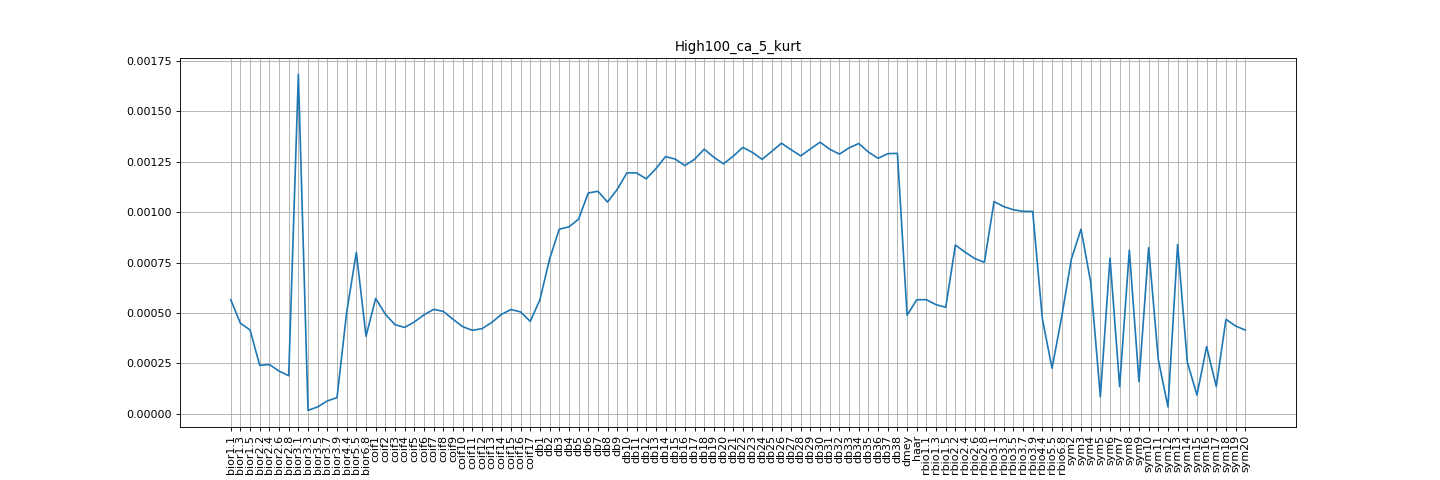 High100_ca_5_kurt
0.00175
0.00150
0.00125
0.00100
0.00075
0.00050
0.00025
0.00000
bior1.1
bior1.3
bior1.5
bior2.2
bior2.4
bior2.6
bior2.8
bior3.1
bior3.3
bior3.5
bior3.7
bior3.9
bior4.4
bior5.5
bior6.8
coif1
coif2
coif3
coif4
coif5
coif6
coif7
coif8
coif9
coif10
coif11
coif12
coif13
coif14
coif15
coif16
coif17
db1
db2
db3
db4
db5
db6
db7
db8
db9
db10
db11
db12
db13
db14
db15
db16
db17
db18
db19
db20
db21
db22
db23
db24
db25
db26
db27
db28
db29
db30
db31
db32
db33
db34
db35
db36
db37
db38
dmey
haar
rbio1.1
rbio1.3
rbio1.5
rbio2.2
rbio2.4
rbio2.6
rbio2.8
rbio3.1
rbio3.3
rbio3.5
rbio3.7
rbio3.9
rbio4.4
rbio5.5
rbio6.8
sym2
sym3
sym4
sym5
sym6
sym7
sym8
sym9
sym10
sym11
sym12
sym13
sym14
sym15
sym16
sym17
sym18
sym19
sym20